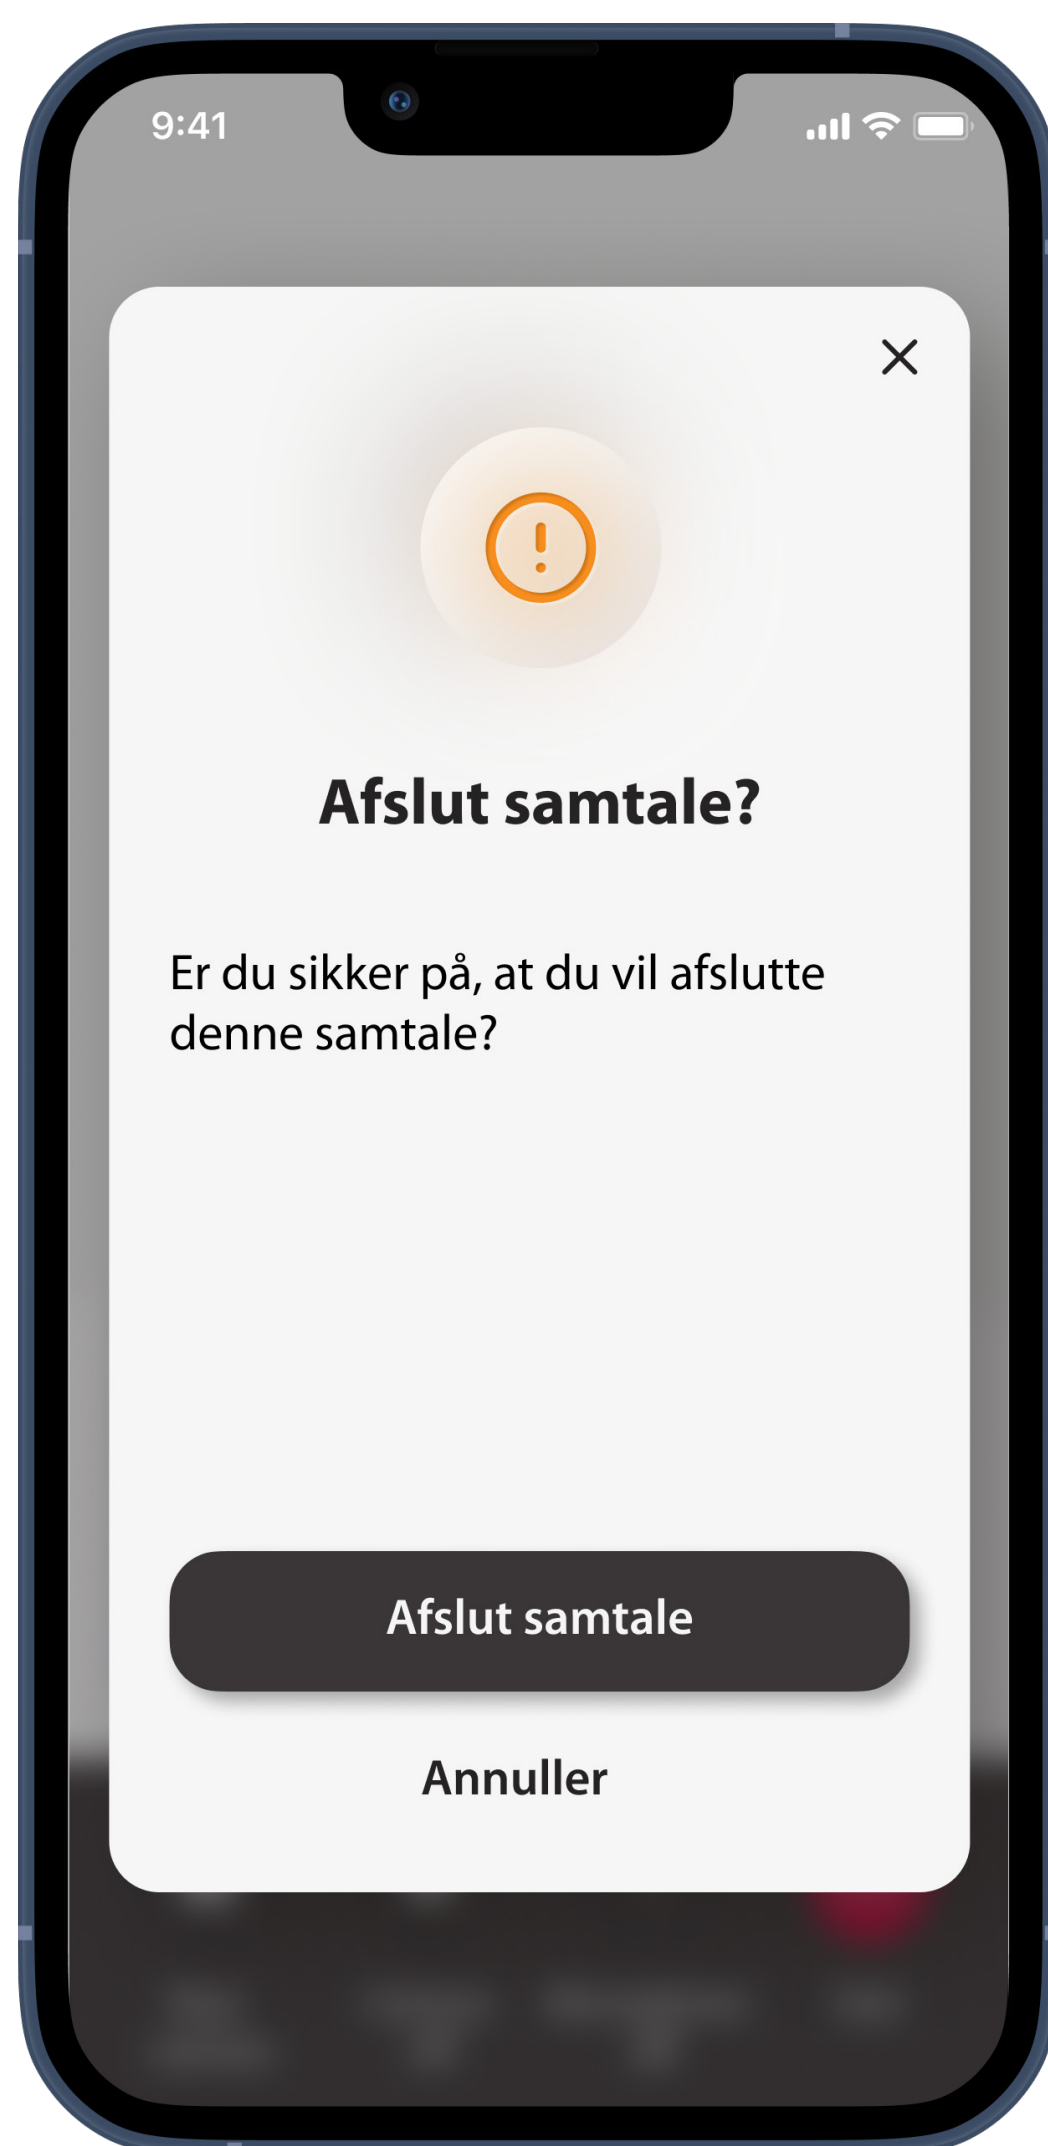 9:41
Afslut samtale?
Er du sikker på, at du vil afslutte
denne samtale?
Afslut samtale
Annuller